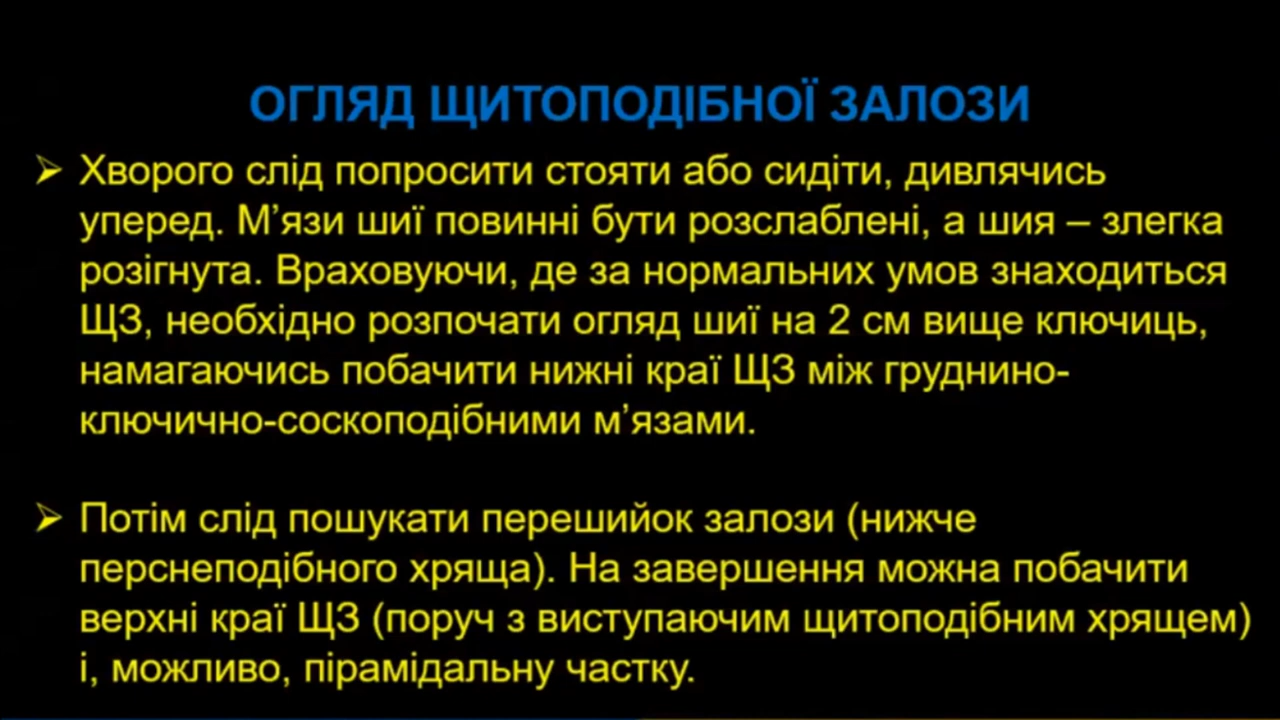 ОГЛЯД ЩИТОПОДІБНОЇ ЗАЛОЗИ
➢ Хворого слід попросити стояти або сидіти, дивлячись
уперед. М’язи шиї повинні бути розслаблені, а шия – злегка
розігнута. Враховуючи, де за нормальних умов знаходиться
ЩЗ, необхідно розпочати огляд шиї на 2 см вище ключиць,
намагаючись побачити нижні краї ЩЗ між груднино-
ключично-соскоподібними м’язами.
➢ Потім слід пошукати перешийок залози (нижче
перснеподібного хряща). На завершення можна побачити
верхні краї ЩЗ (поруч з виступаючим щитоподібним хрящем)
і, можливо, пірамідальну частку.